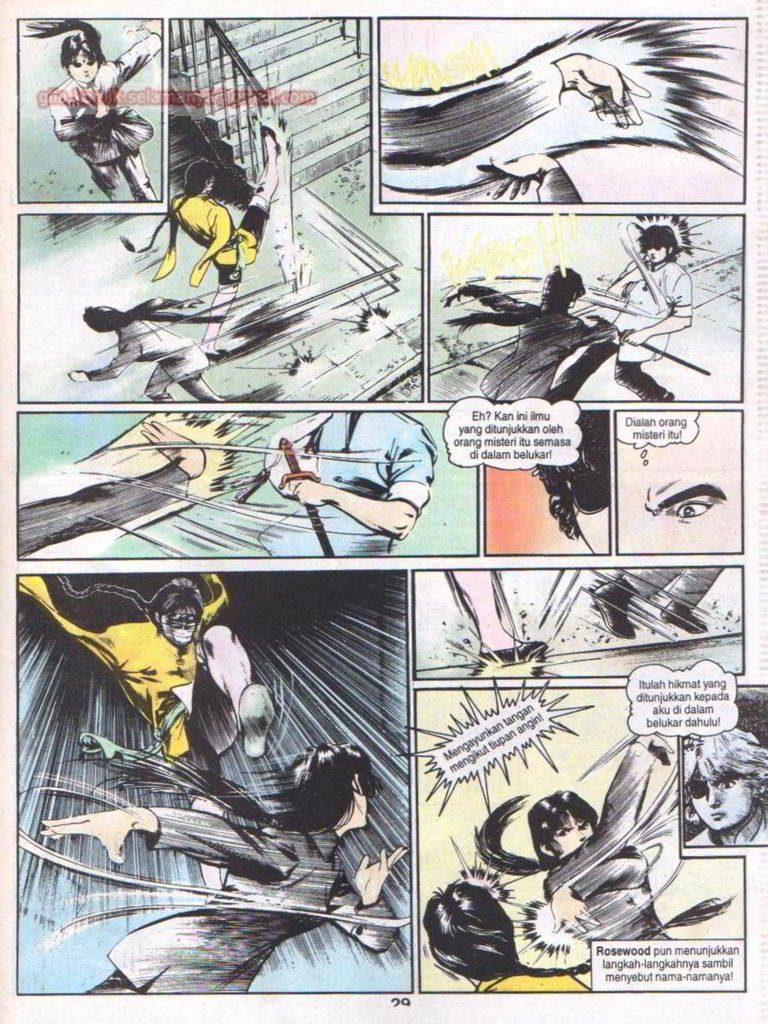 WOOSH!
WOOSH!
Eh? Kan ini ilmu
yang ditunjukkan oleh
orang misteri itu semasa
di dalam belukar!
Dialah orang
misteri itu!
Mengayunkan tangan
mengikut tiupan angin!
Itulah hikmat yang
ditunjukkan kepada
aku di dalam
belukar dahulu!
Rosewood pun menunjukkan
langkah-langkahnya sambil
menyebut nama-namanya!
29